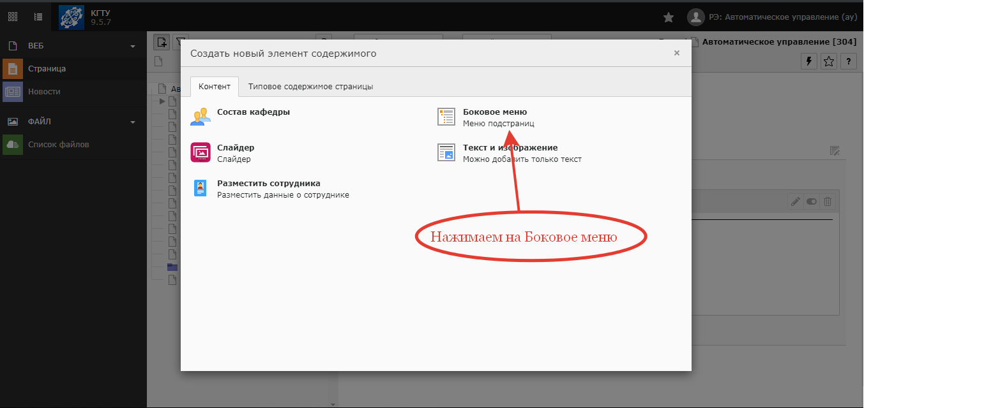 КГТУ
9.5.7
РЭ: Автоматическое управление (ау)
ВЕБ
Страница
Новости
ФАЙЛ
Список файлов
Автоматическое управление [304]
?
Ав
Создать новый элемент содержимого
×
Контент
Типовое содержимое страницы
Состав кафедры
Боковое меню
Меню подстраниц
Слайдер
Слайдер
Текст и изображение
Можно добавить только текст
Разместить сотрудника
Разместить данные о сотруднике
Нажимаем на Боковое меню